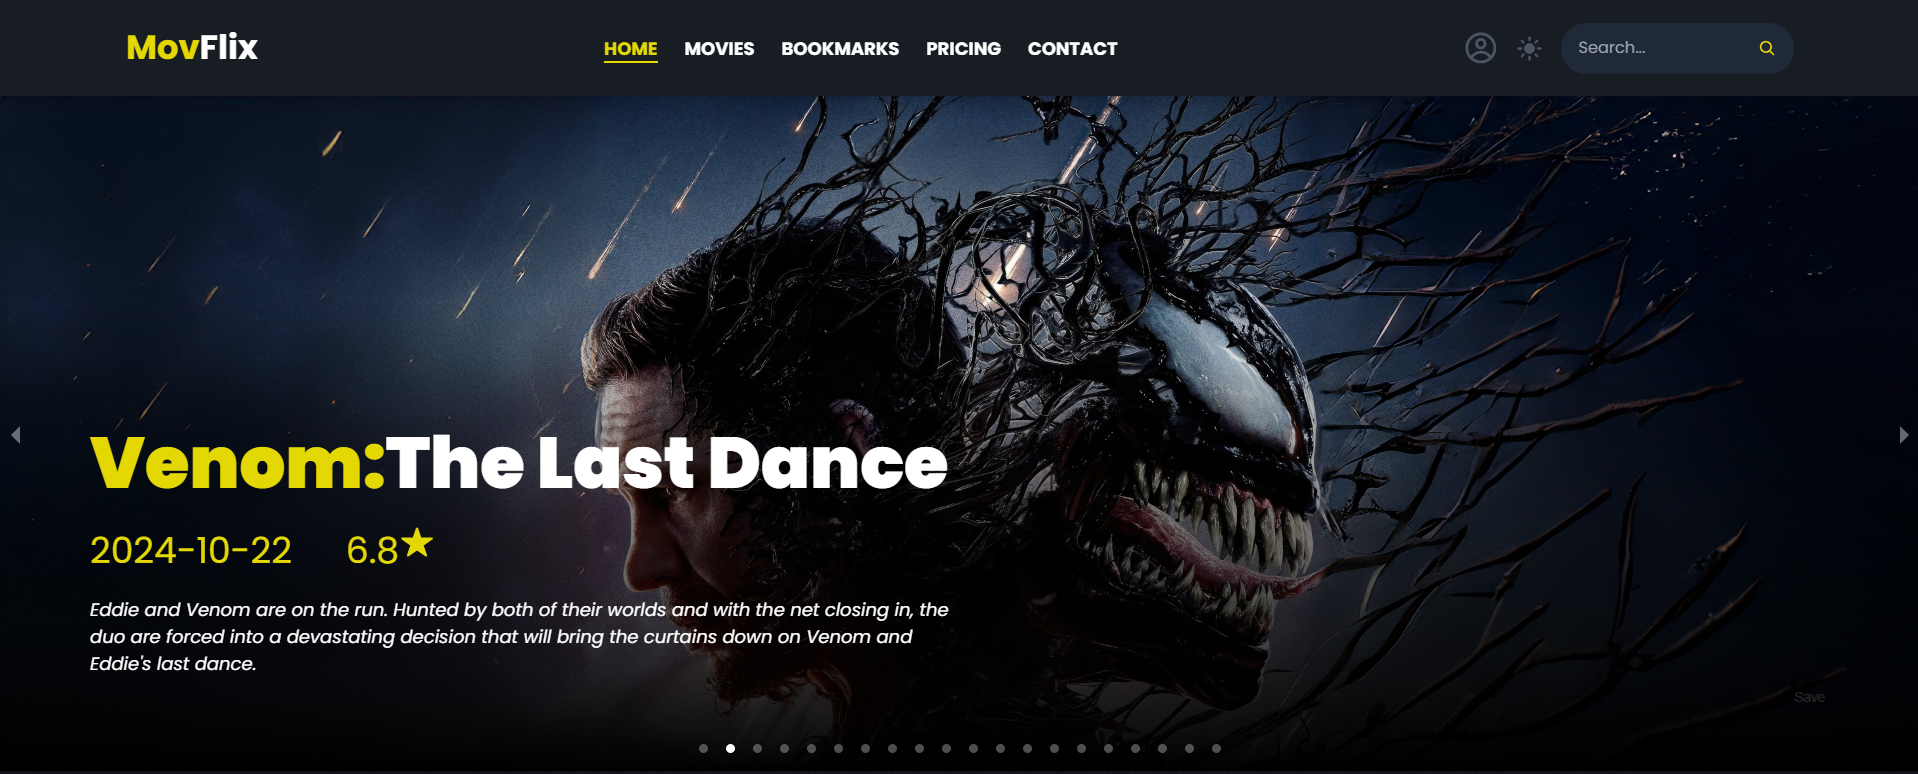 MovFlix
HOME MOVIES BOOKMARKS PRICING CONTACT
Search...
Venom:The Last Dance
2024-10-22 6.8★
Eddie and Venom are on the run. Hunted by both of their worlds and with the net closing in, the
duo are forced into a devastating decision that will bring the curtains down on Venom and
Eddie's last dance.
Save